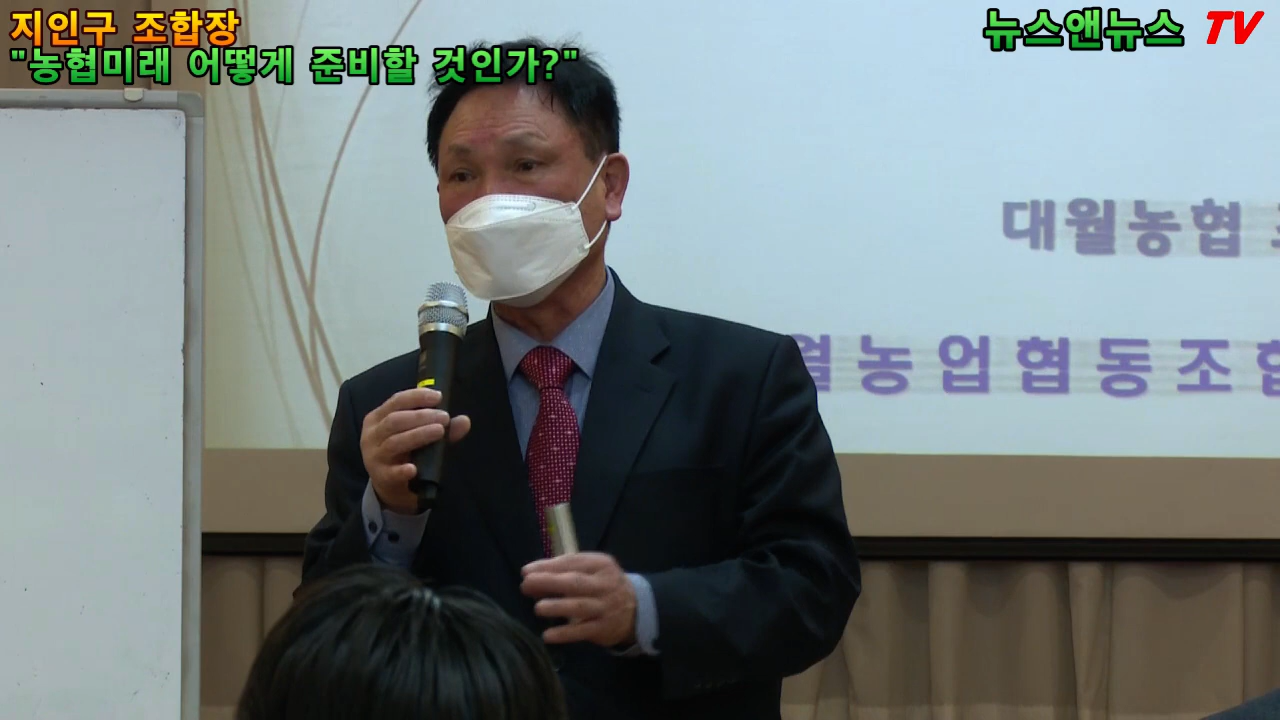 지인구 조합장
"농협미래 어떻게 준비할 것인가?"
뉴스앤뉴스 TV
대월농협
월농업협동조합